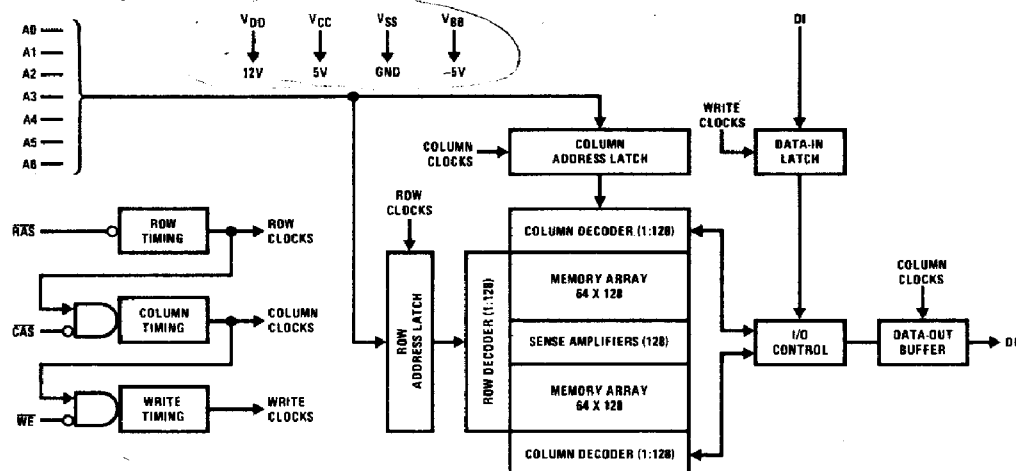 A0
A1
A2
A3
A4
A5
A6
VDD
12V
VCC
5V
VSS
GND
VBB
-5V
DI
WRITE
CLOCKS
DATA-IN
LATCH
COLUMN
CLOCKS
COLUMN
ADDRESS LATCH
RAS
ROW
TIMING
ROW
CLOCKS
CAS
COLUMN
TIMING
COLUMN
CLOCKS
WE
WRITE
TIMING
WRITE
CLOCKS
ROW
CLOCKS
ROW
ADDRESS LATCH
ROW DECODER (1:128)
COLUMN DECODER (1:128)
MEMORY ARRAY
64 X 128
SENSE AMPLIFIERS (128)
MEMORY ARRAY
64 X 128
COLUMN DECODER (1:128)
I/O
CONTROL
COLUMN
CLOCKS
DATA-OUT
BUFFER